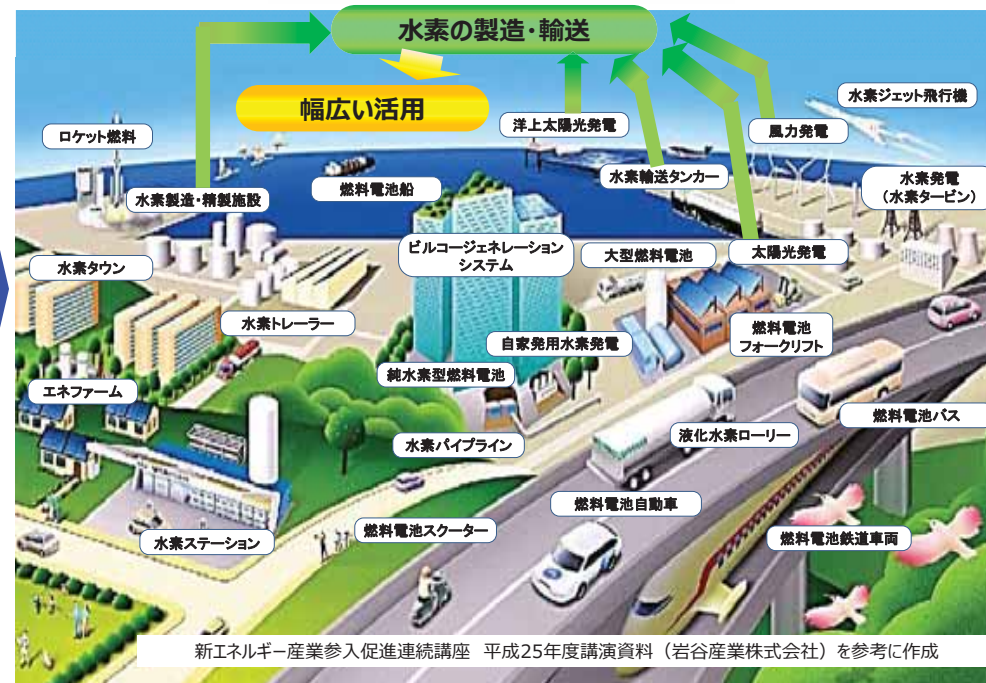 水素の製造・輸送
幅広い活用
水素ジェット飛行機
洋上太陽光発電
風力発電
ロケット燃料
水素輸送タンカー
水素発電
（水素タービン）
燃料電池船
水素製造・精製施設
ビルコージェネレーション
システム
大型燃料電池
太陽光発電
水素タウン
水素トレーラー
燃料電池
フォークリフト
自家発用水素発電
純水素型燃料電池
エネファーム
燃料電池バス
水素パイプライン
液化水素ローリー
燃料電池自動車
燃料電池スクーター
水素ステーション
燃料電池鉄道車両
新エネルギー産業参入促進連続講座 平成25年度講演資料（岩谷産業株式会社）を参考に作成